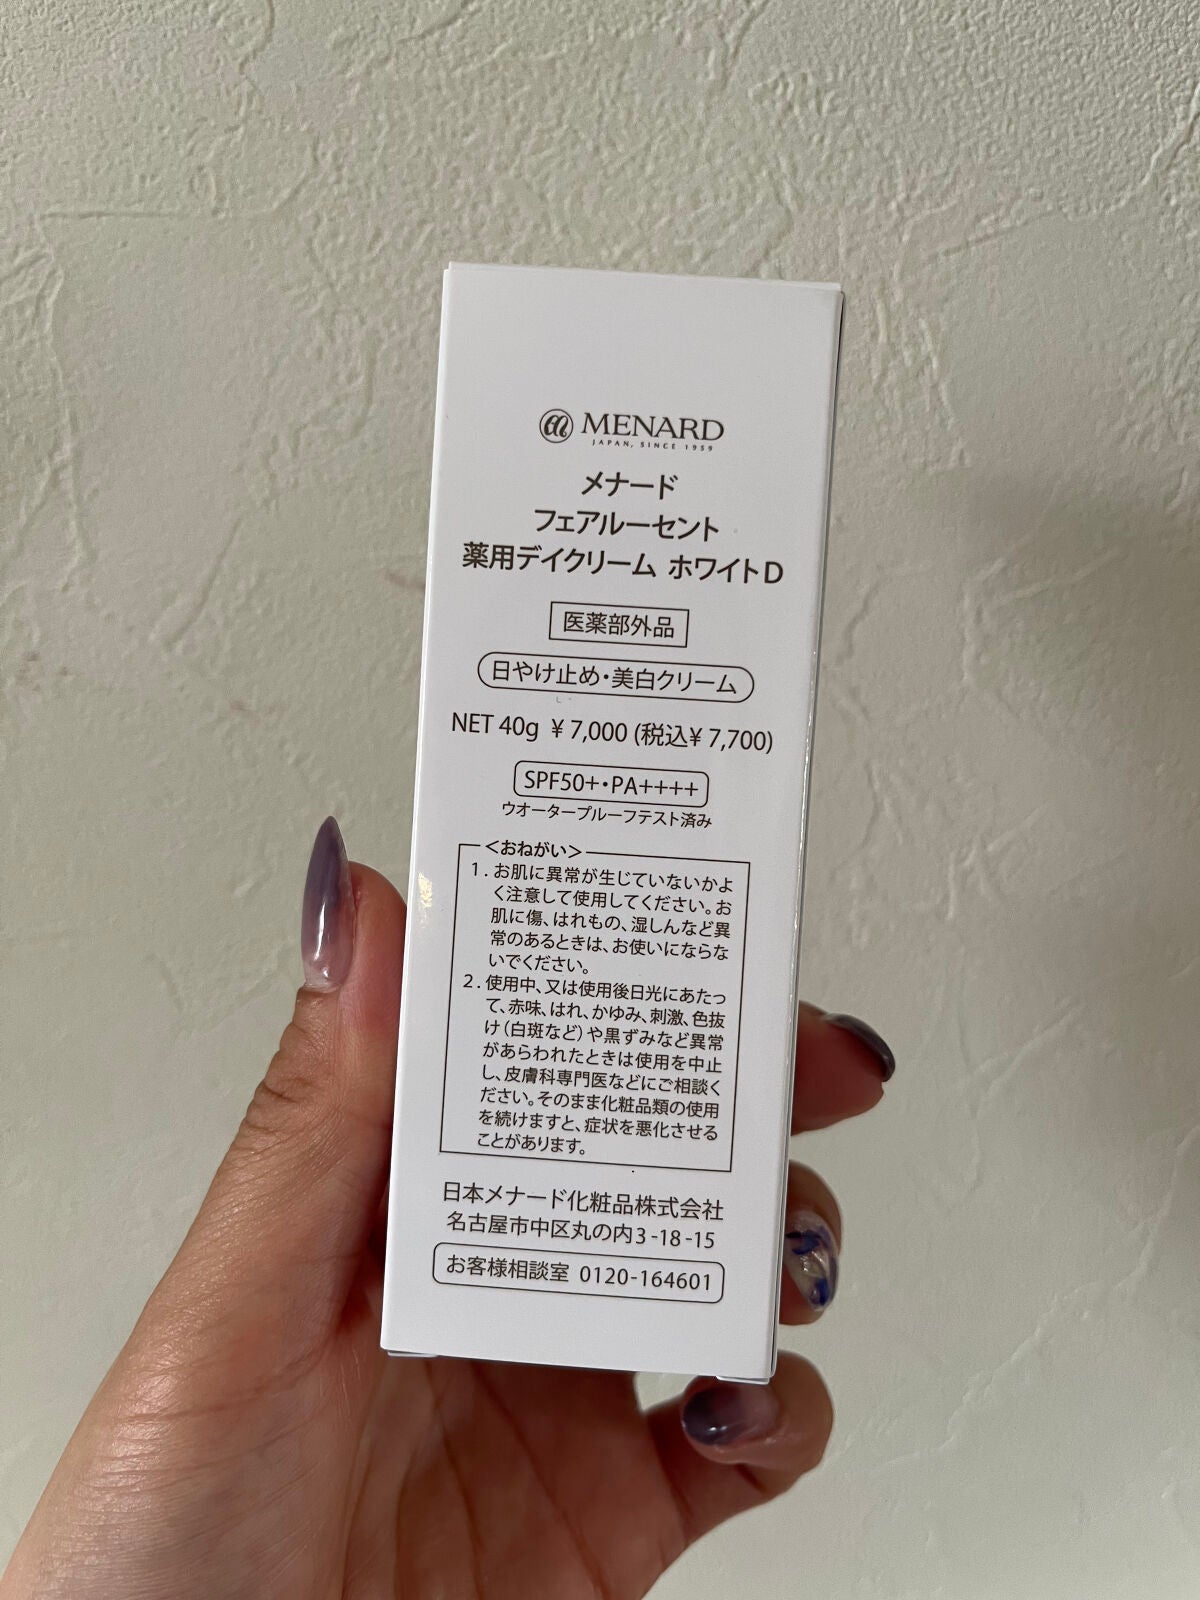 MENARD
JAPAN, SINCE 1959
メナード
フェアルーセント
薬用デイクリーム ホワイトD
医薬部外品
日やけ止め・美白クリーム
NET 40g ¥7,000 (税込¥7,700)
SPF50+・PA++++
ウオータープルーフテスト済み
<おねがい>
1. お肌に異常が生じていないかよ
く注意して使用してください。お
肌に傷、はれもの、湿しんなど異
常のあるときは、お使いにならな
いでください。
2. 使用中、又は使用後日光にあたっ
て、赤味、はれ、かゆみ、刺激、色抜
け(白斑など)や黒ずみなど異常
があらわれたときは使用を中止
し、皮膚科専門医などにご相談く
ださい。そのまま化粧品類の使用
を続けますと、症状を悪化させる
ことがあります。
日本メナード化粧品株式会社
名古屋市中区丸の内3-18-15
お客様相談室 0120-164601